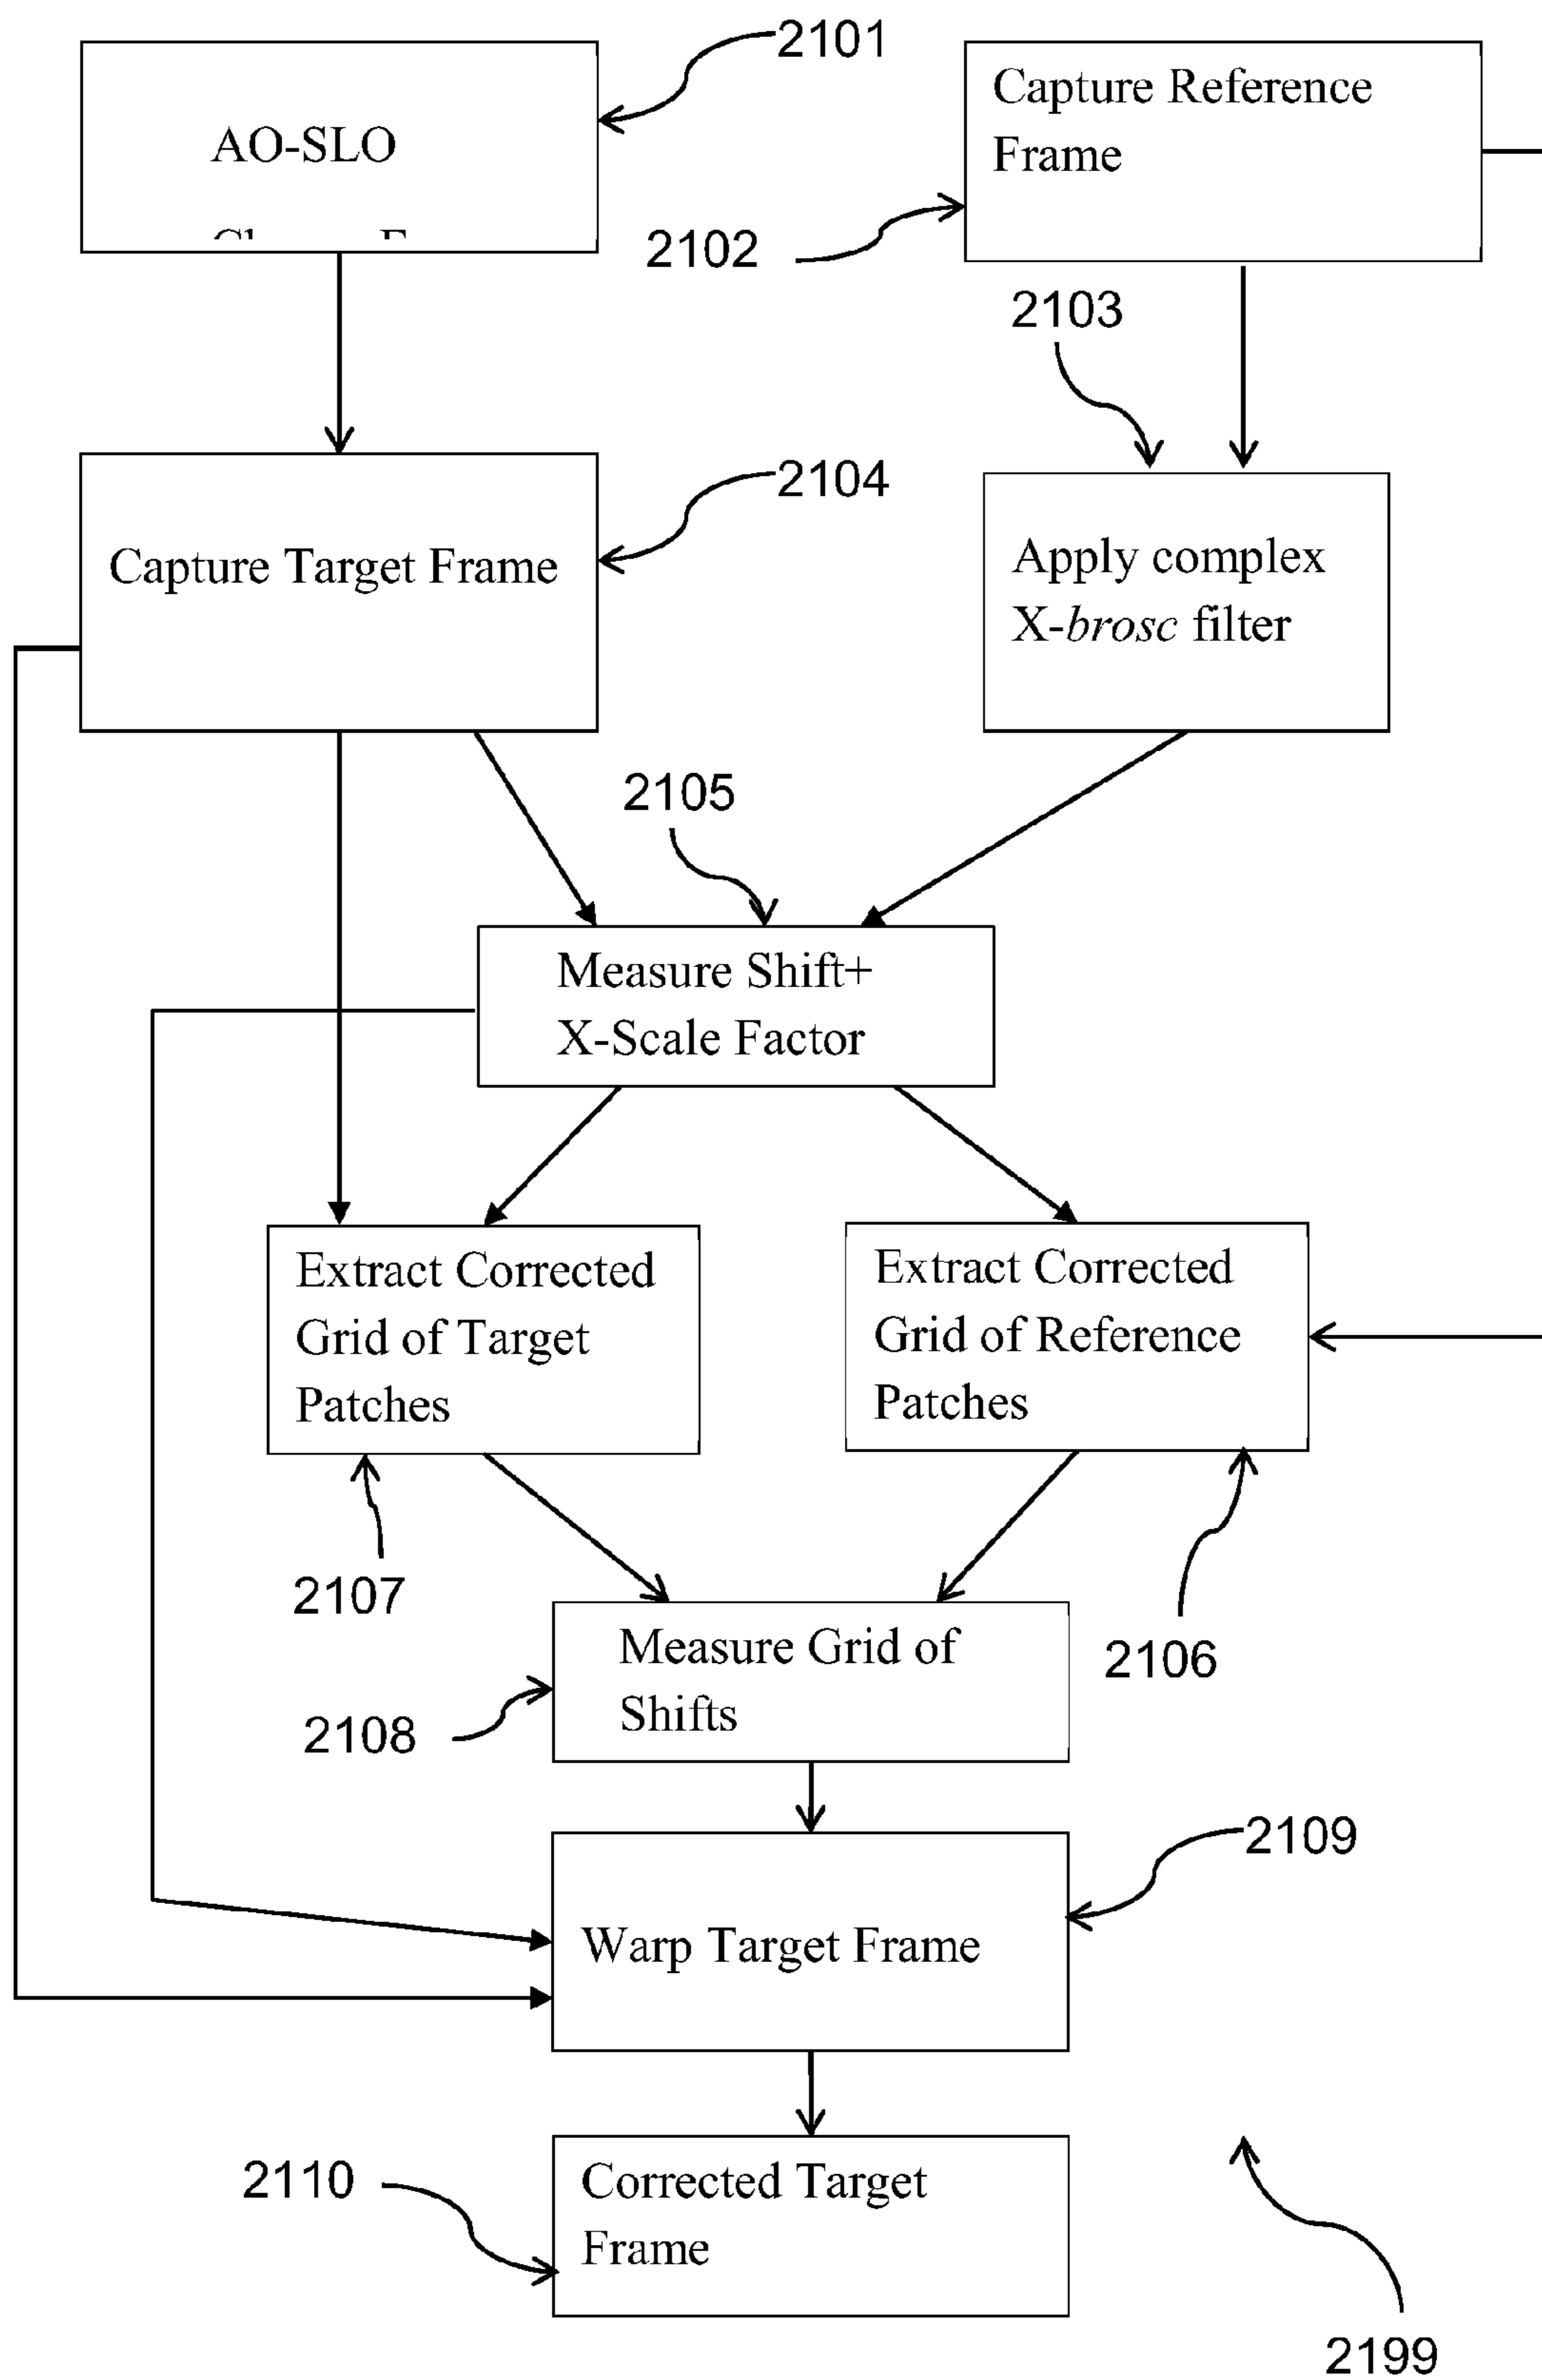 2101
AO-SLO
Capture Reference
Frame
2102
2103
2104
Capture Target Frame
Apply complex
X-brosc filter
2105
Measure Shift+
X-Scale Factor
Extract Corrected
Grid of Target
Patches
Extract Corrected
Grid of Reference
Patches
2107
2106
Measure Grid of
Shifts
2108
2109
Warp Target Frame
2110
Corrected Target
Frame
2199